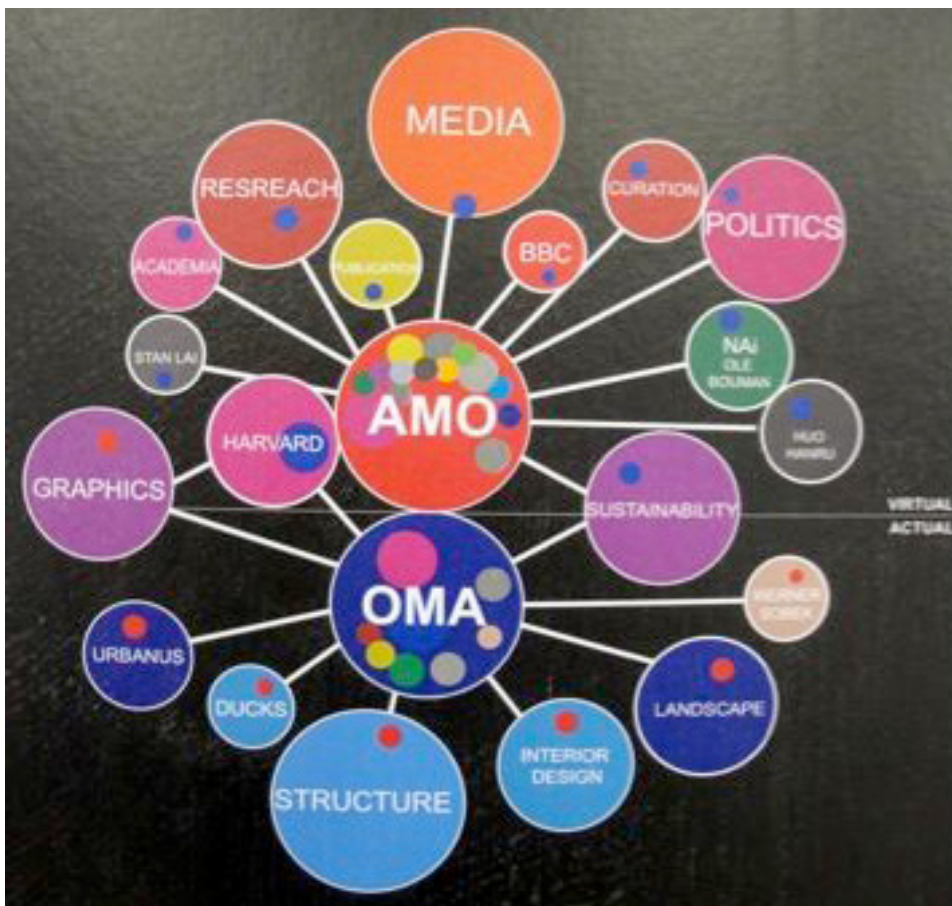 MEDIA
RESREACH
CURATION
POLITICS
BBC
ACADEMIA
PUBLICATION
STAN LAI
NAi
OLE
BOUMAN
AMO
HARVARD
HUO
HANRU
GRAPHICS
SUSTAINABILITY
VIRTUAL
ACTUAL
OMA
WERNER
SOBEK
URBANUS
DUCKS
LANDSCAPE
INTERIOR
DESIGN
STRUCTURE